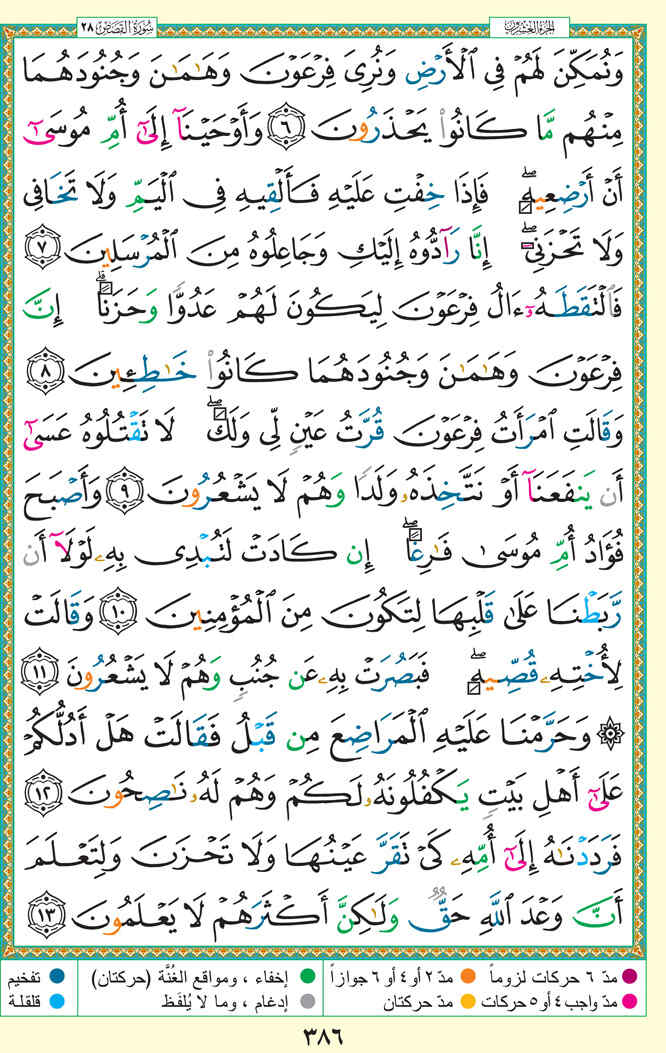 سُورَةُ القَصَصِ ٢٨
الجزء العشرون
وَنُمَكِّنَ لَهُمْ فِي ٱلْأَرْضِ وَنُرِيَ فِرْعَوْنَ وَهَـٰمَـٰنَ وَجُنُودَهُمَا
مِنْهُم مَّا كَانُوا۟ يَحْذَرُونَ ٦ وَأَوْحَيْنَآ إِلَىٰٓ أُمِّ مُوسَىٰٓ
أَنْ أَرْضِعِيهِ ۖ فَإِذَا خِفْتِ عَلَيْهِ فَأَلْقِيهِ فِي ٱلْيَمِّ وَلَا تَخَافِي
وَلَا تَحْزَنِيٓ ۖ إِنَّا رَآدُّوهُ إِلَيْكِ وَجَاعِلُوهُ مِنَ ٱلْمُرْسَلِينَ ٧
فَٱلْتَقَطَهُۥٓ ءَالُ فِرْعَوْنَ لِيَكُونَ لَهُمْ عَدُوًّا وَحَزَنًا ۗ إِنَّ
فِرْعَوْنَ وَهَـٰمَـٰنَ وَجُنُودَهُمَا كَانُوا۟ خَـٰطِـِٔينَ ٨
وَقَالَتِ ٱمْرَأَتُ فِرْعَوْنَ قُرَّتُ عَيْنٍ لِّي وَلَكَ ۖ لَا تَقْتُلُوهُ عَسَىٰٓ
أَن يَنفَعَنَآ أَوْ نَتَّخِذَهُۥ وَلَدًا وَهُمْ لَا يَشْعُرُونَ ٩ وَأَصْبَحَ
فُؤَادُ أُمِّ مُوسَىٰ فَـٰرِغًا ۖ إِن كَادَتْ لَتُبْدِي بِهِۦ لَوْلَآ أَن
رَّبَطْنَا عَلَىٰ قَلْبِهَا لِتَكُونَ مِنَ ٱلْمُؤْمِنِينَ ١٠ وَقَالَتْ
لِأُخْتِهِۦ قُصِّيهِ ۖ فَبَصُرَتْ بِهِۦ عَن جُنُبٍ وَهُمْ لَا يَشْعُرُونَ ١١
۞ وَحَرَّمْنَا عَلَيْهِ ٱلْمَرَاضِعَ مِن قَبْلُ فَقَالَتْ هَلْ أَدُلُّكُمْ
عَلَىٰٓ أَهْلِ بَيْتٍ يَكْفُلُونَهُۥ لَكُمْ وَهُمْ لَهُۥ نَـٰصِحُونَ ١٢
فَرَدَدْنَـٰهُ إِلَىٰٓ أُمِّهِۦ كَيْ تَقَرَّ عَيْنُهَا وَلَا تَحْزَنَ وَلِتَعْلَمَ
أَنَّ وَعْدَ ٱللَّهِ حَقٌّ وَلَـٰكِنَّ أَكْثَرَهُمْ لَا يَعْلَمُونَ ١٣
مدّ ٦ حركات لزوماً مدّ ٢ أو ٤ أو ٦ جوازاً إخفاء ، ومواقع الغُنَّة (حركتان) تفخيم
مدّ واجب ٤ أو ٥ حركات مدّ حركتان إدغام ، وما لا يُلفَظ قلقلة
٣٨٦